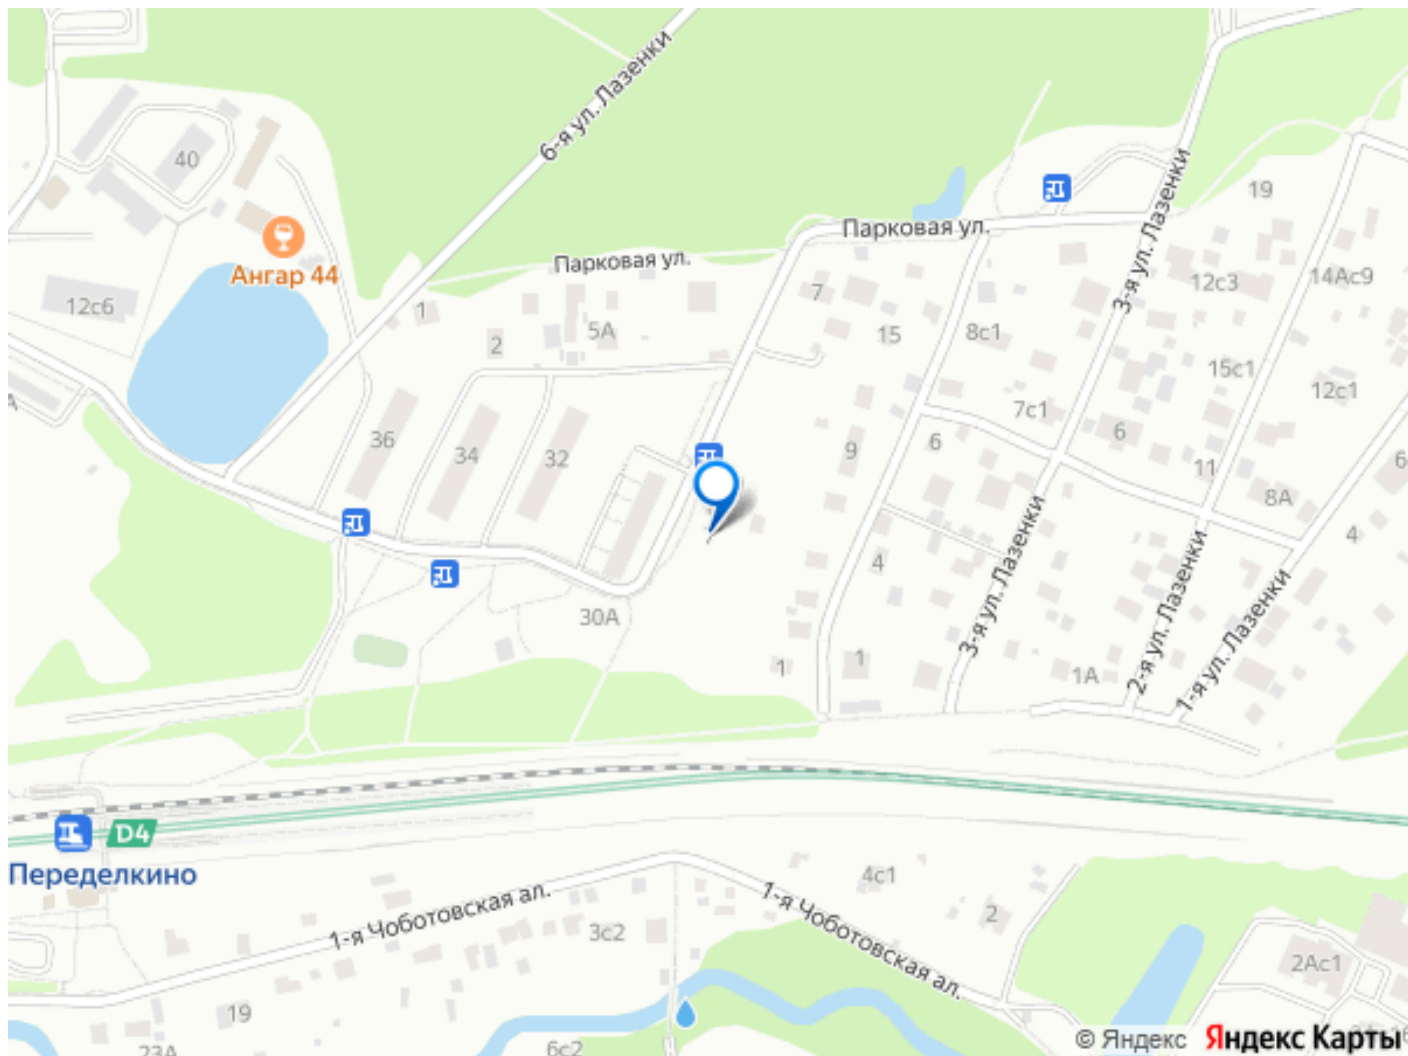 6-я ул. Лазенки
40
Ангар 44
12с6
Парковая ул.
Парковая ул.
3-я ул. Лазенки
19
12с3
14Ас9
1
2
5А
7
15
8с1
15с1
12с1
7с1
6
6
11
8А
6
4
36
34
32
9
4
3-я ул. Лазенки
2-я ул. Лазенки
1-я ул. Лазенки
30А
1
1
1А
D4
Переделкино
1-я Чоботовская ал.
1-я Чоботовская ал.
4с1
2
3с2
2Ас1
19
23А
6с2
© Яндекс
Яндекс Карты